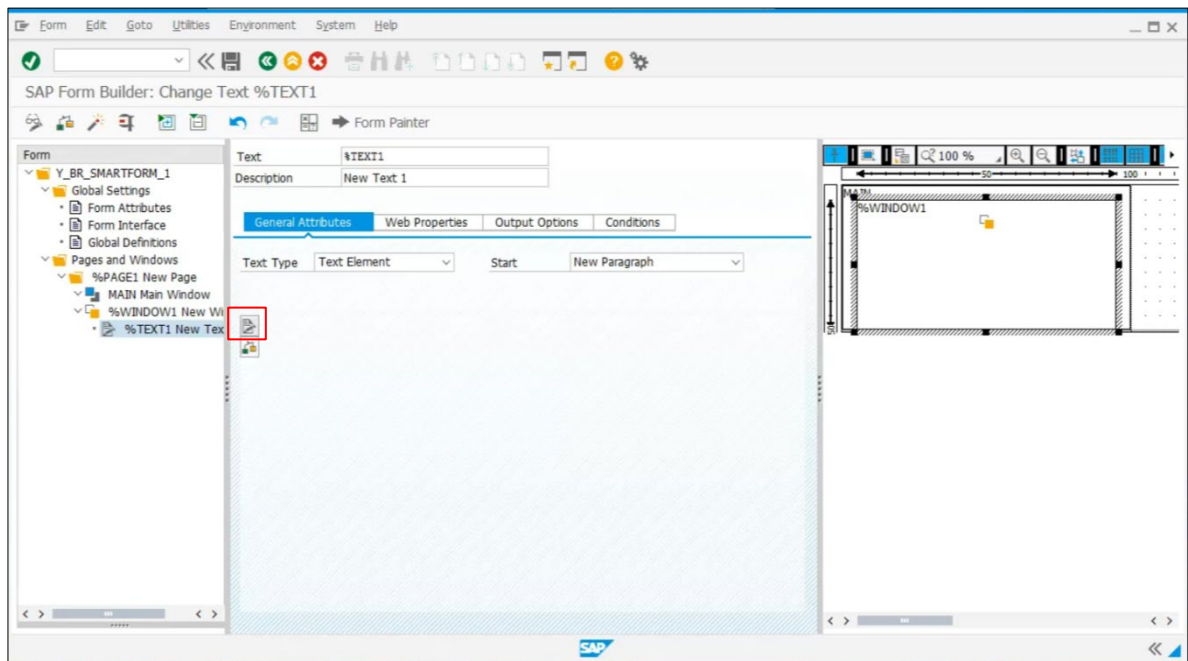 Form Edit Goto Utilities Environment System Help
SAP Form Builder: Change Text %TEXT1
Form Painter
Form
Y_BR_SMARTFORM_1
Global Settings
Form Attributes
Form Interface
Global Definitions
Pages and Windows
%PAGE1 New Page
MAIN Main Window
%WINDOW1 New Wi
%TEXT1 New Tex
Text %TEXT1
Description New Text 1
General Attributes Web Properties Output Options Conditions
Text Type Text Element Start New Paragraph
100 %
50 100
MAIN
%WINDOW1
50
SAP